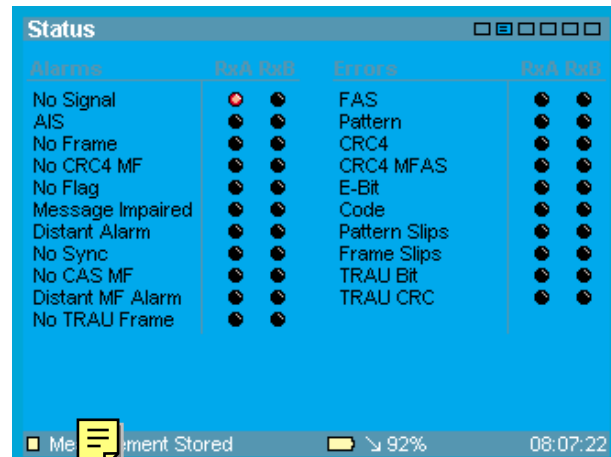 Status
Alarms RxA RxB Errors RxA RxB
No Signal FAS
AIS Pattern
No Frame CRC4
No CRC4 MF CRC4 MFAS
No Flag E-Bit
Message Impaired Code
Distant Alarm Pattern Slips
No Sync Frame Slips
No CAS MF TRAU Bit
Distant MF Alarm TRAU CRC
No TRAU Frame
Stored 92% 08:07:22